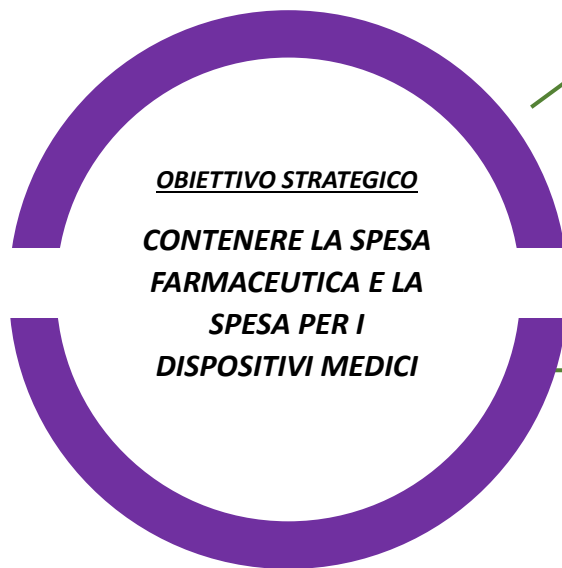 OBIETTIVO STRATEGICO
CONTENERE LA SPESA
FARMACEUTICA E LA
SPESA PER I
DISPOSITIVI MEDICI